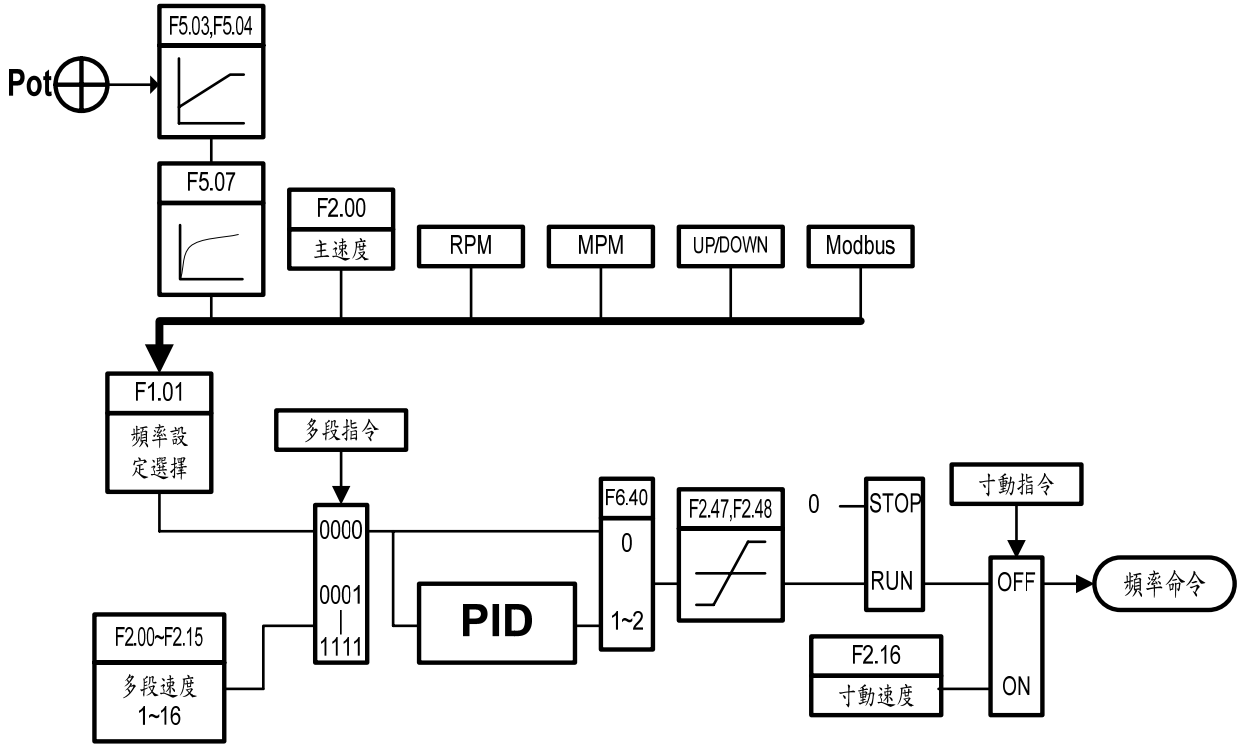 F5.03,F5.04
Pot
F5.07
F2.00
主速度
RPM
MPM
UP/DOWN
Modbus
F1.01
頻率設
定選擇
多段指令
0000
0001
|
1111
F2.00~F2.15
多段速度
1~16
PID
F6.40
0
1~2
F2.47,F2.48
0
STOP
RUN
寸動指令
OFF
ON
F2.16
寸動速度
頻率命令